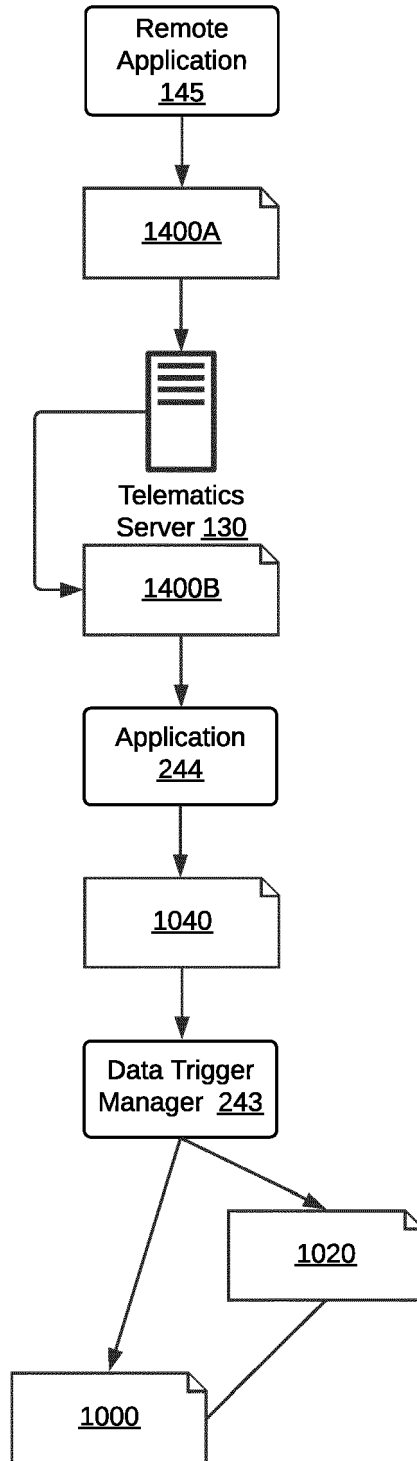 Remote
Application
145
1400A
Telematics
Server 130
1400B
Application
244
1040
Data Trigger
Manager 243
1020
1000